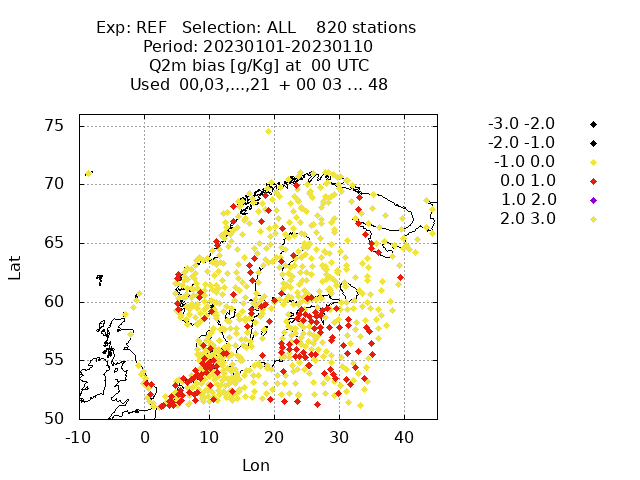 Exp: REF Selection: ALL 820 stations
Period: 20230101-20230110
Q2m bias [g/Kg] at 00 UTC
Used 00,03,...,21 + 00 03 ... 48
75
70
65
60
55
50
-10 0 10 20 30 40
Lat
Lon
-3.0 -2.0
-2.0 -1.0
-1.0 0.0
0.0 1.0
1.0 2.0
2.0 3.0